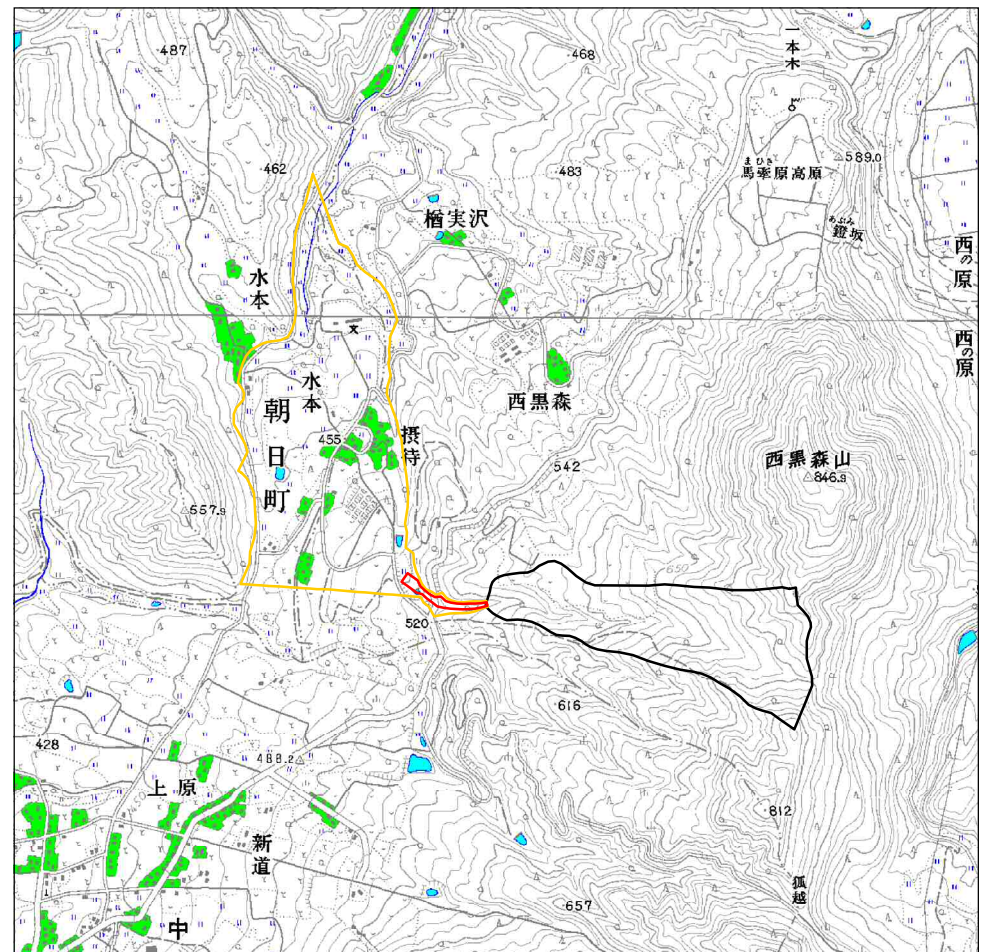 487
468
一本木
462
483
まひき
馬牽原高原
589.0
楢実沢
あぶみ
鐙坂
水本
西の原
文
西の原
水本
西黒森
朝日町
455
摂待
542
西黒森山
846.9
557.9
650
520
616
428
488.2
上原
812
新道
狐越
657
中